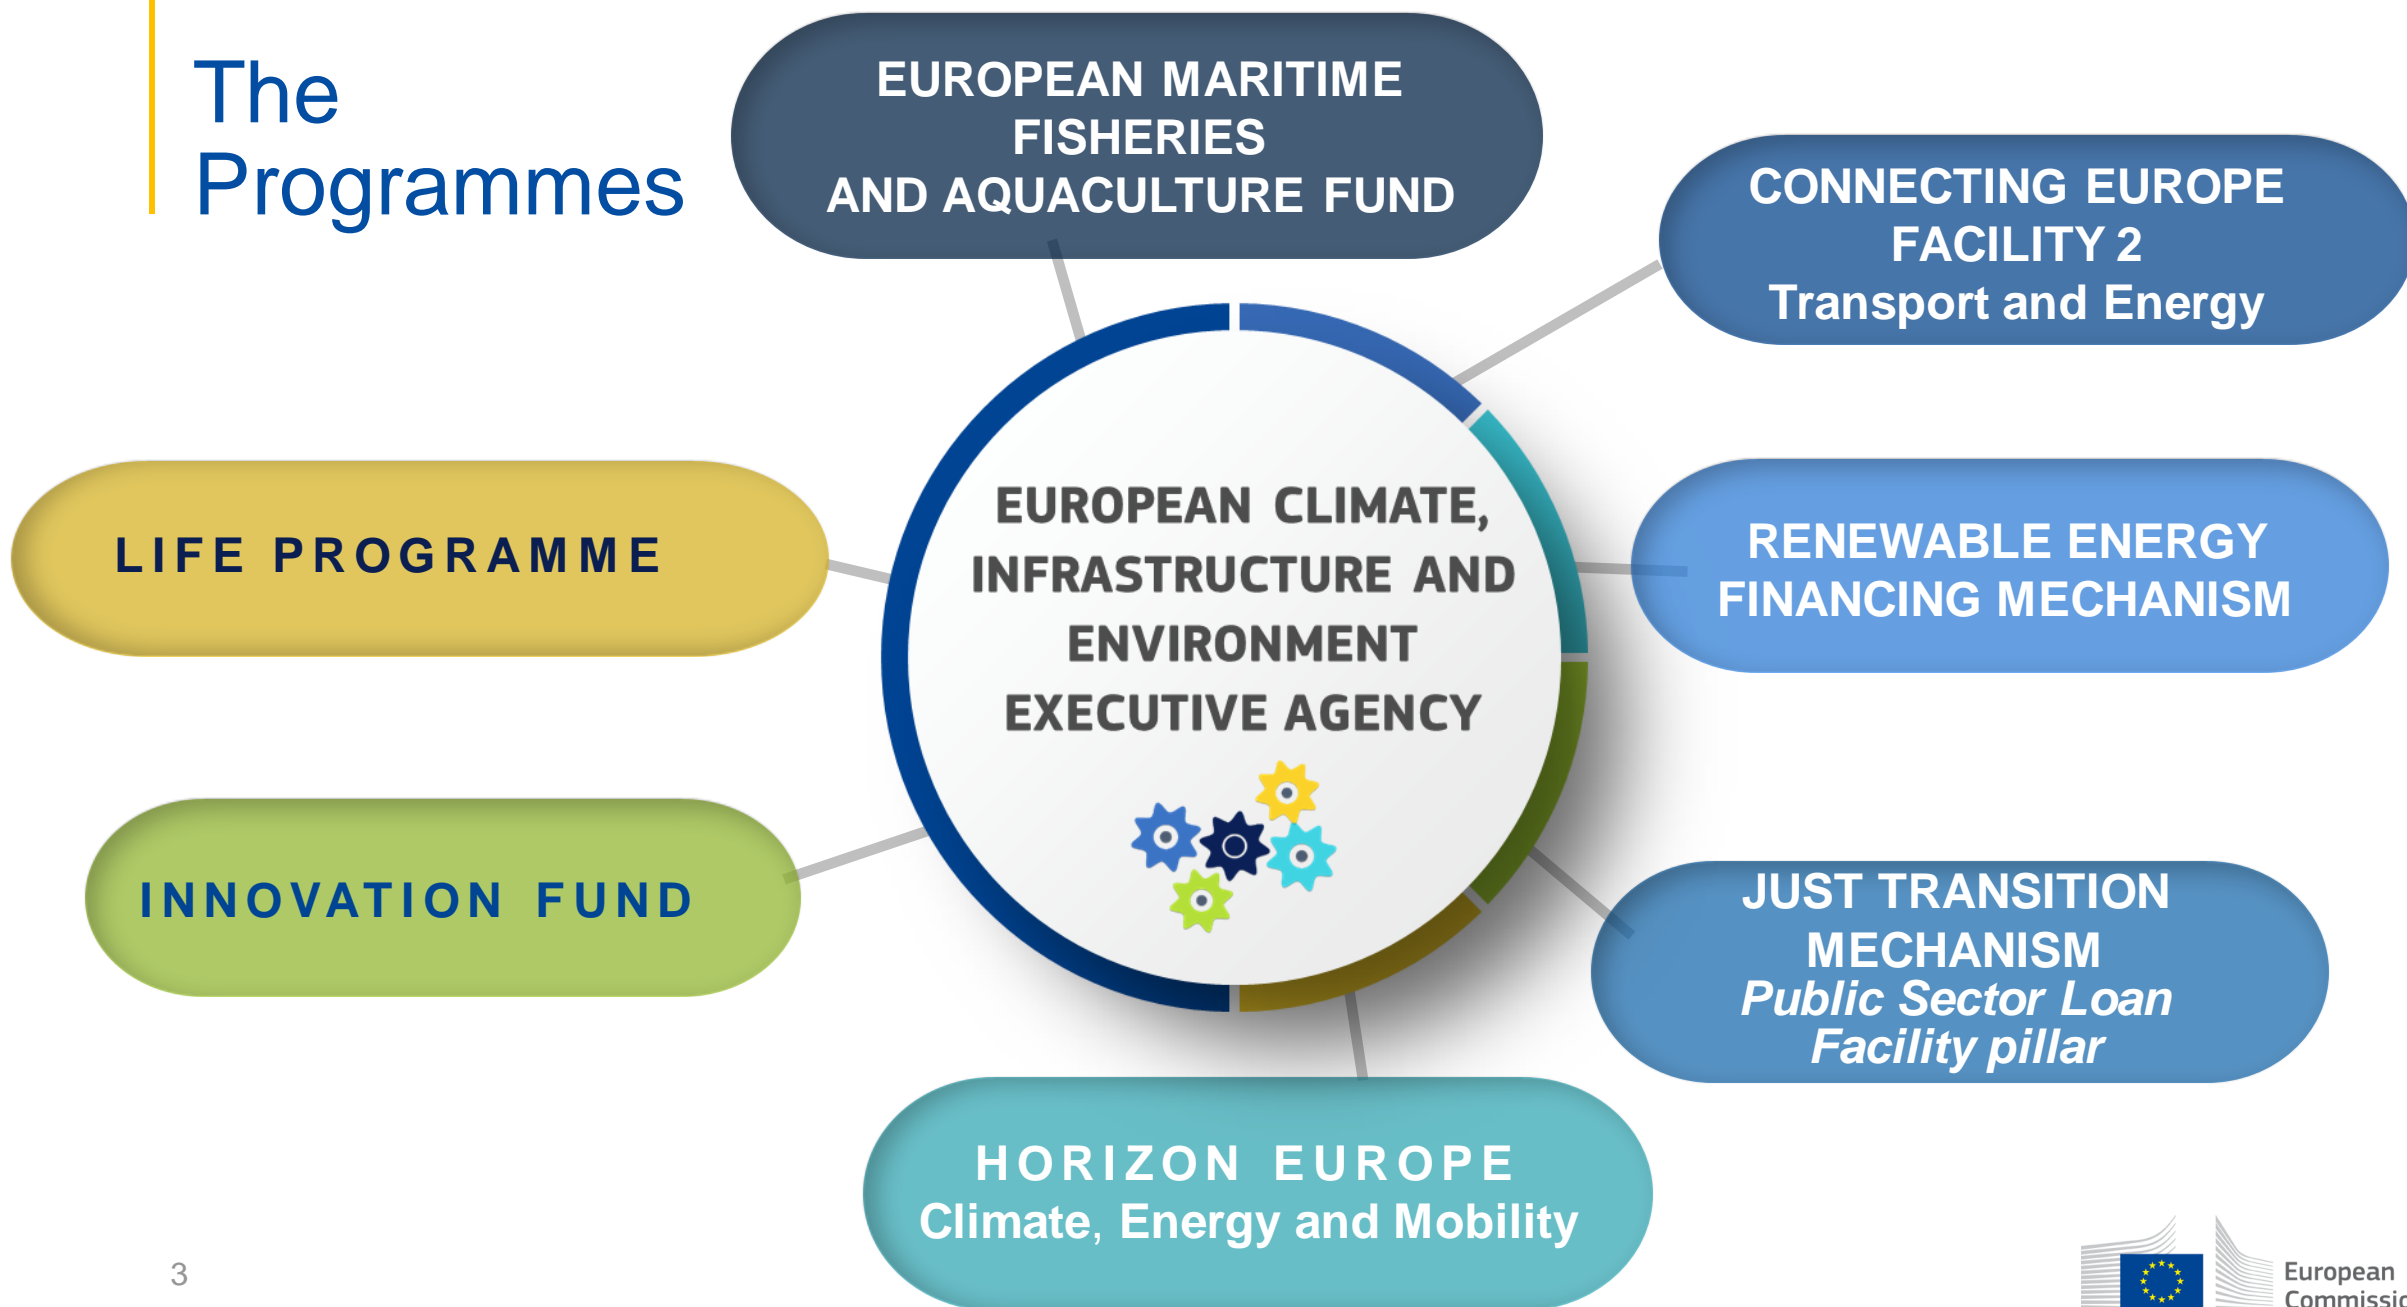 The
Programmes
EUROPEAN MARITIME
FISHERIES
AND AQUACULTURE FUND
CONNECTING EUROPE
FACILITY 2
Transport and Energy
LIFE PROGRAMME
EUROPEAN CLIMATE,
INFRASTRUCTURE AND
ENVIRONMENT
EXECUTIVE AGENCY
RENEWABLE ENERGY
FINANCING MECHANISM
INNOVATION FUND
JUST TRANSITION
MECHANISM
Public Sector Loan
Facility pillar
HORIZON EUROPE
Climate, Energy and Mobility
3
European
Commissio